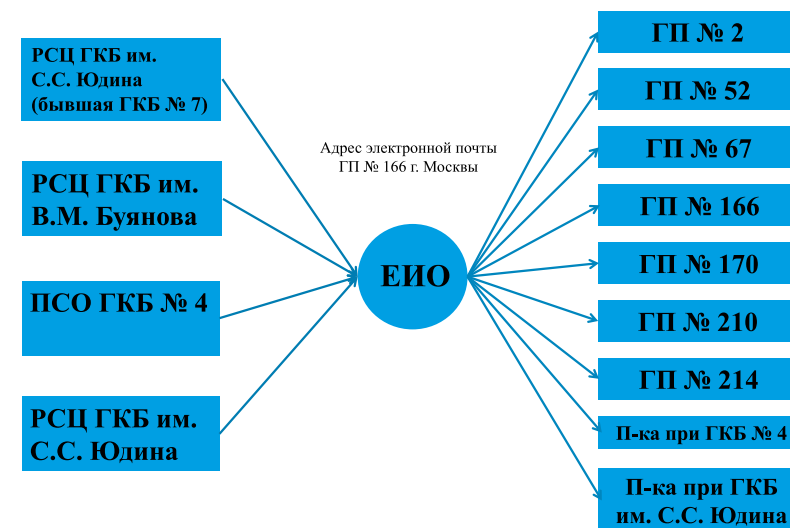 РСЦ ГКБ им.
С.С. Юдина
(бывшая ГКБ № 7)
РСЦ ГКБ им.
В.М. Буянова
ПСО ГКБ № 4
РСЦ ГКБ им.
С.С. Юдина
Адрес электронной почты
ГП № 166 г. Москвы
ЕИО
ГП № 2
ГП № 52
ГП № 67
ГП № 166
ГП № 170
ГП № 210
ГП № 214
П-ка при ГКБ № 4
П-ка при ГКБ
им. С.С. Юдина